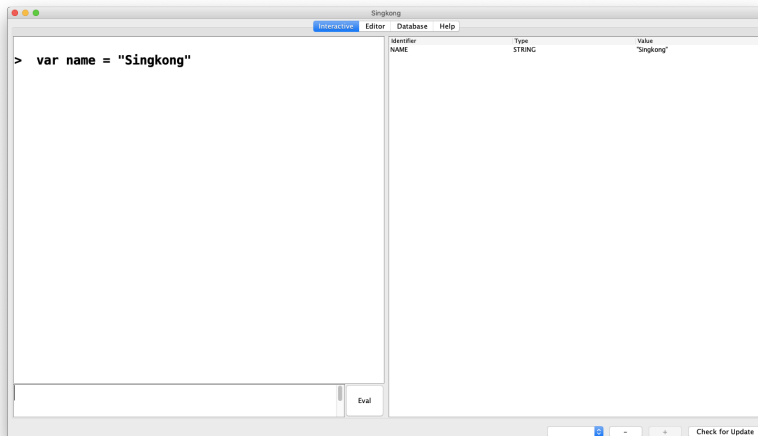 Singkong
Interactive Editor Database Help
> var name = "Singkong"
Identifier Type Value
NAME STRING "Singkong"
Eval
- + Check for Update